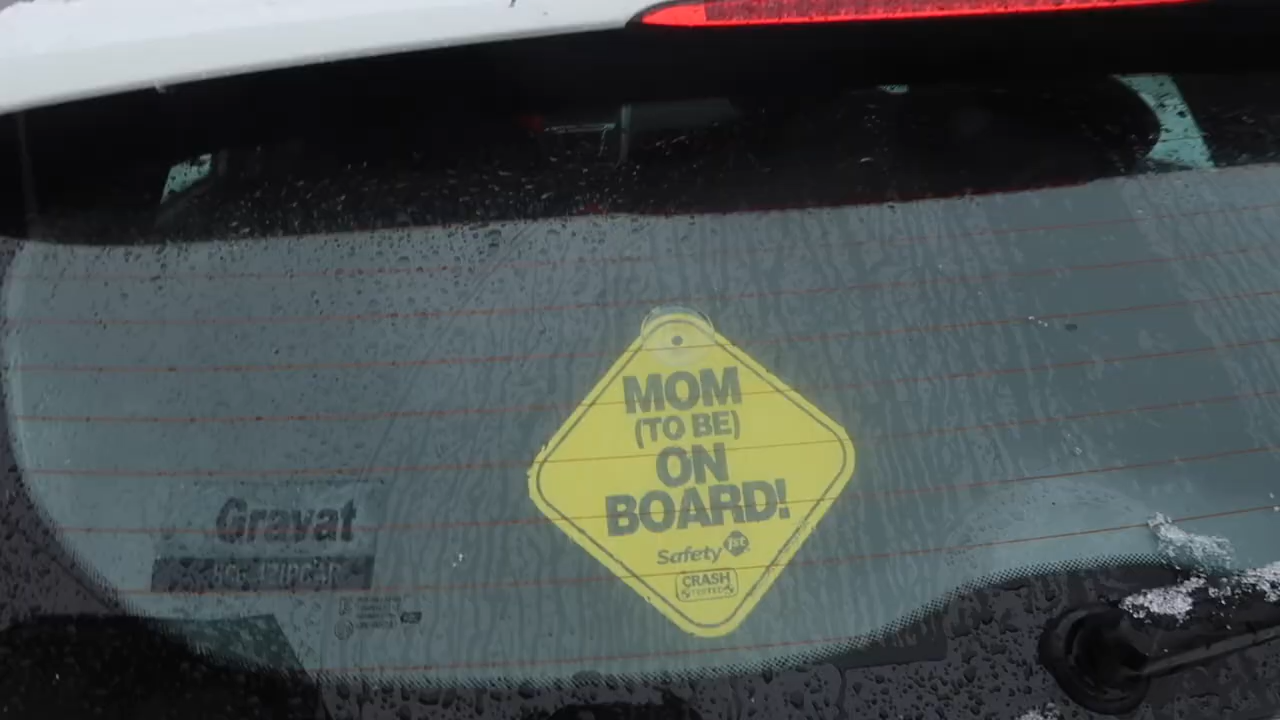 MOM
(TO BE)
ON
BOARD!
Safety 1st
CRASH
TESTED
Gravat